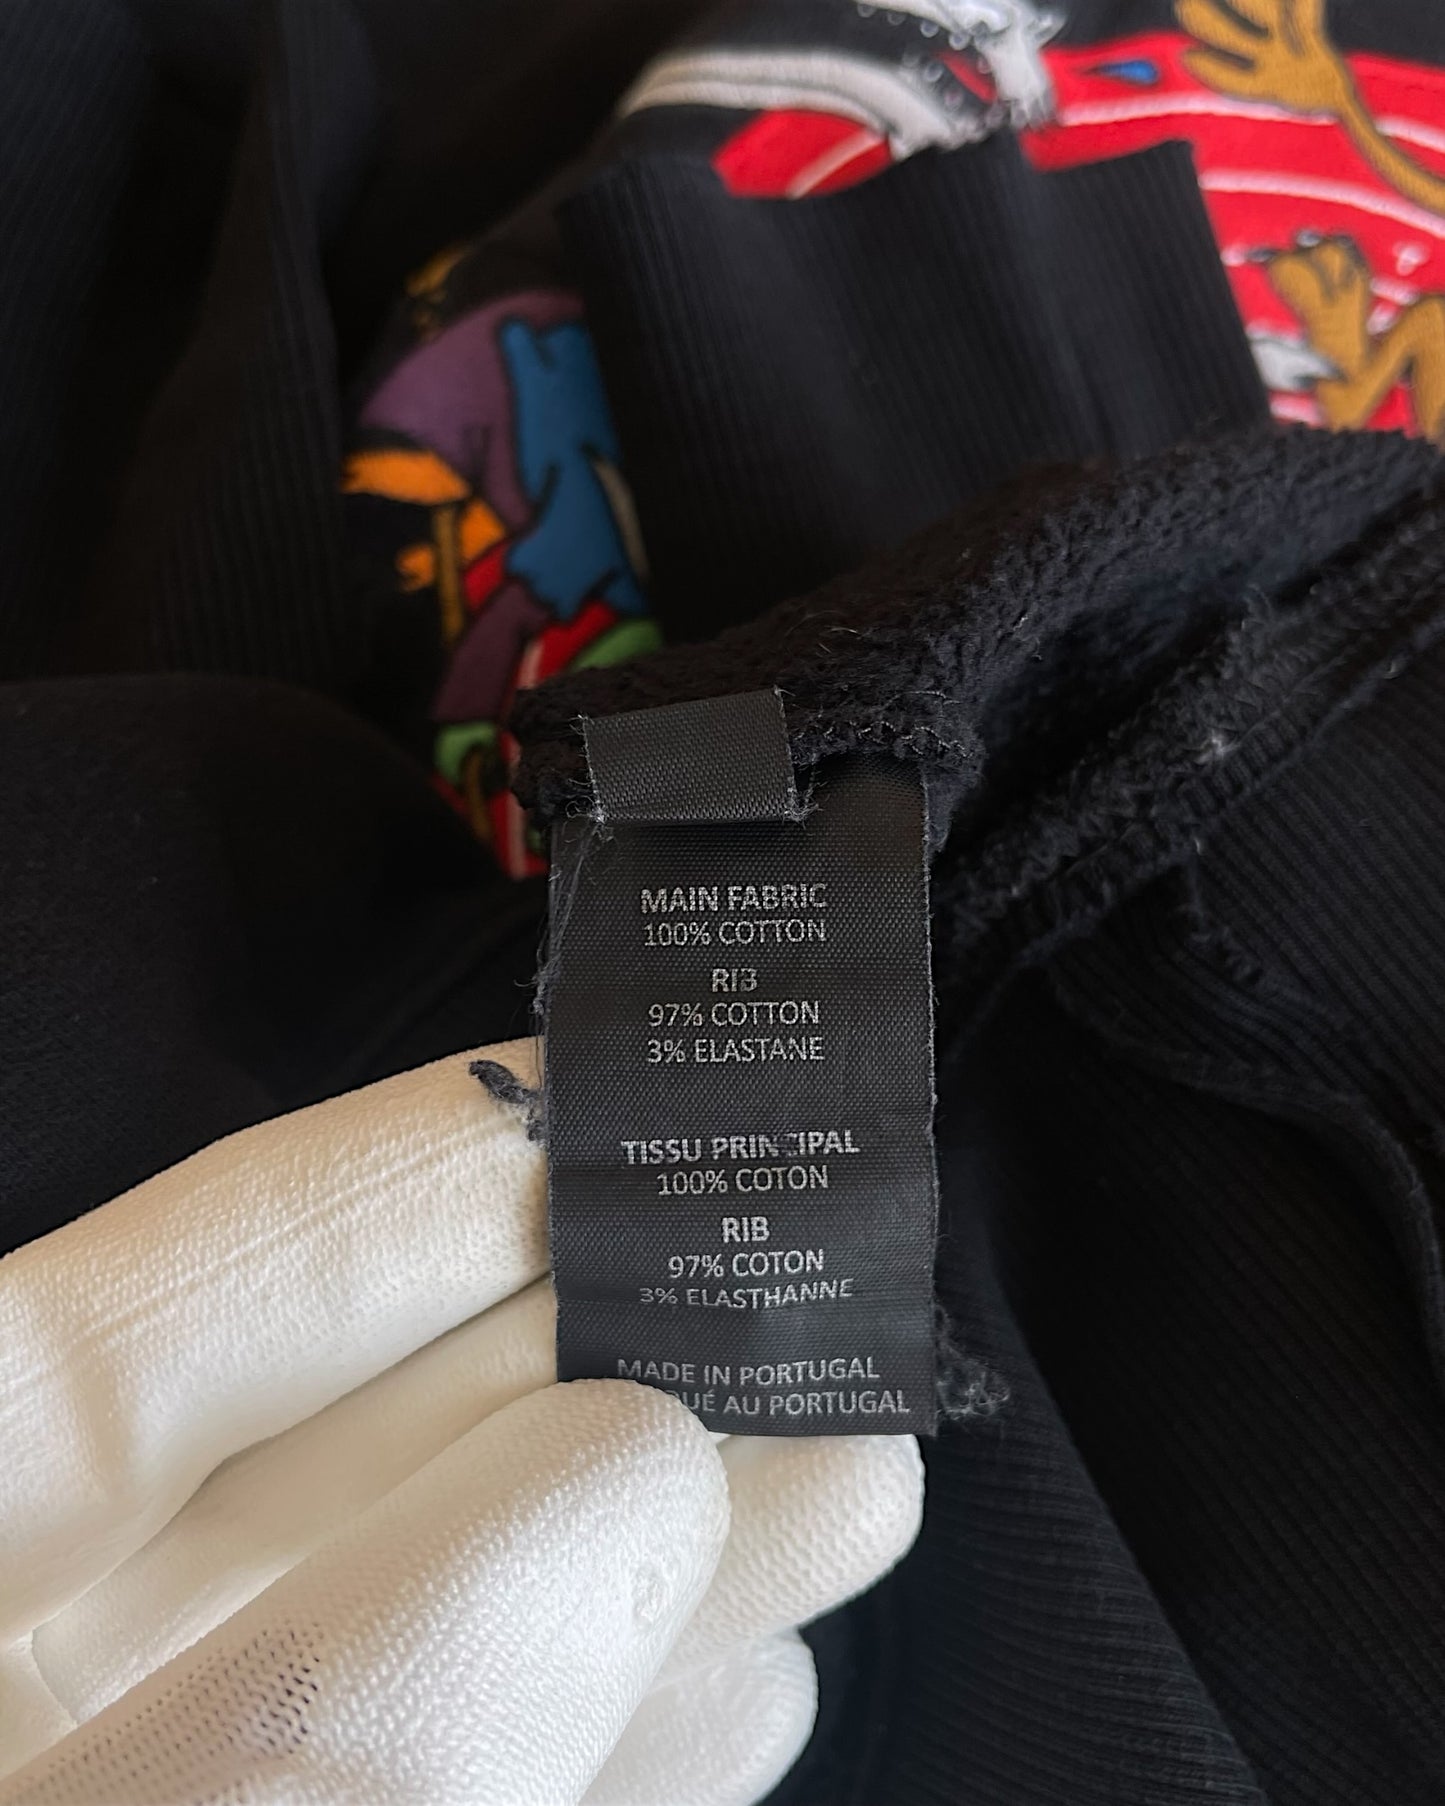 MAIN FABRIC
100% COTTON
RIB
97% COTTON
3% ELASTANE
TISSU PRINCIPAL
100% COTON
RIB
97% COTON
3% ELASTHANNE
MADE IN PORTUGAL
AU PORTUGAL